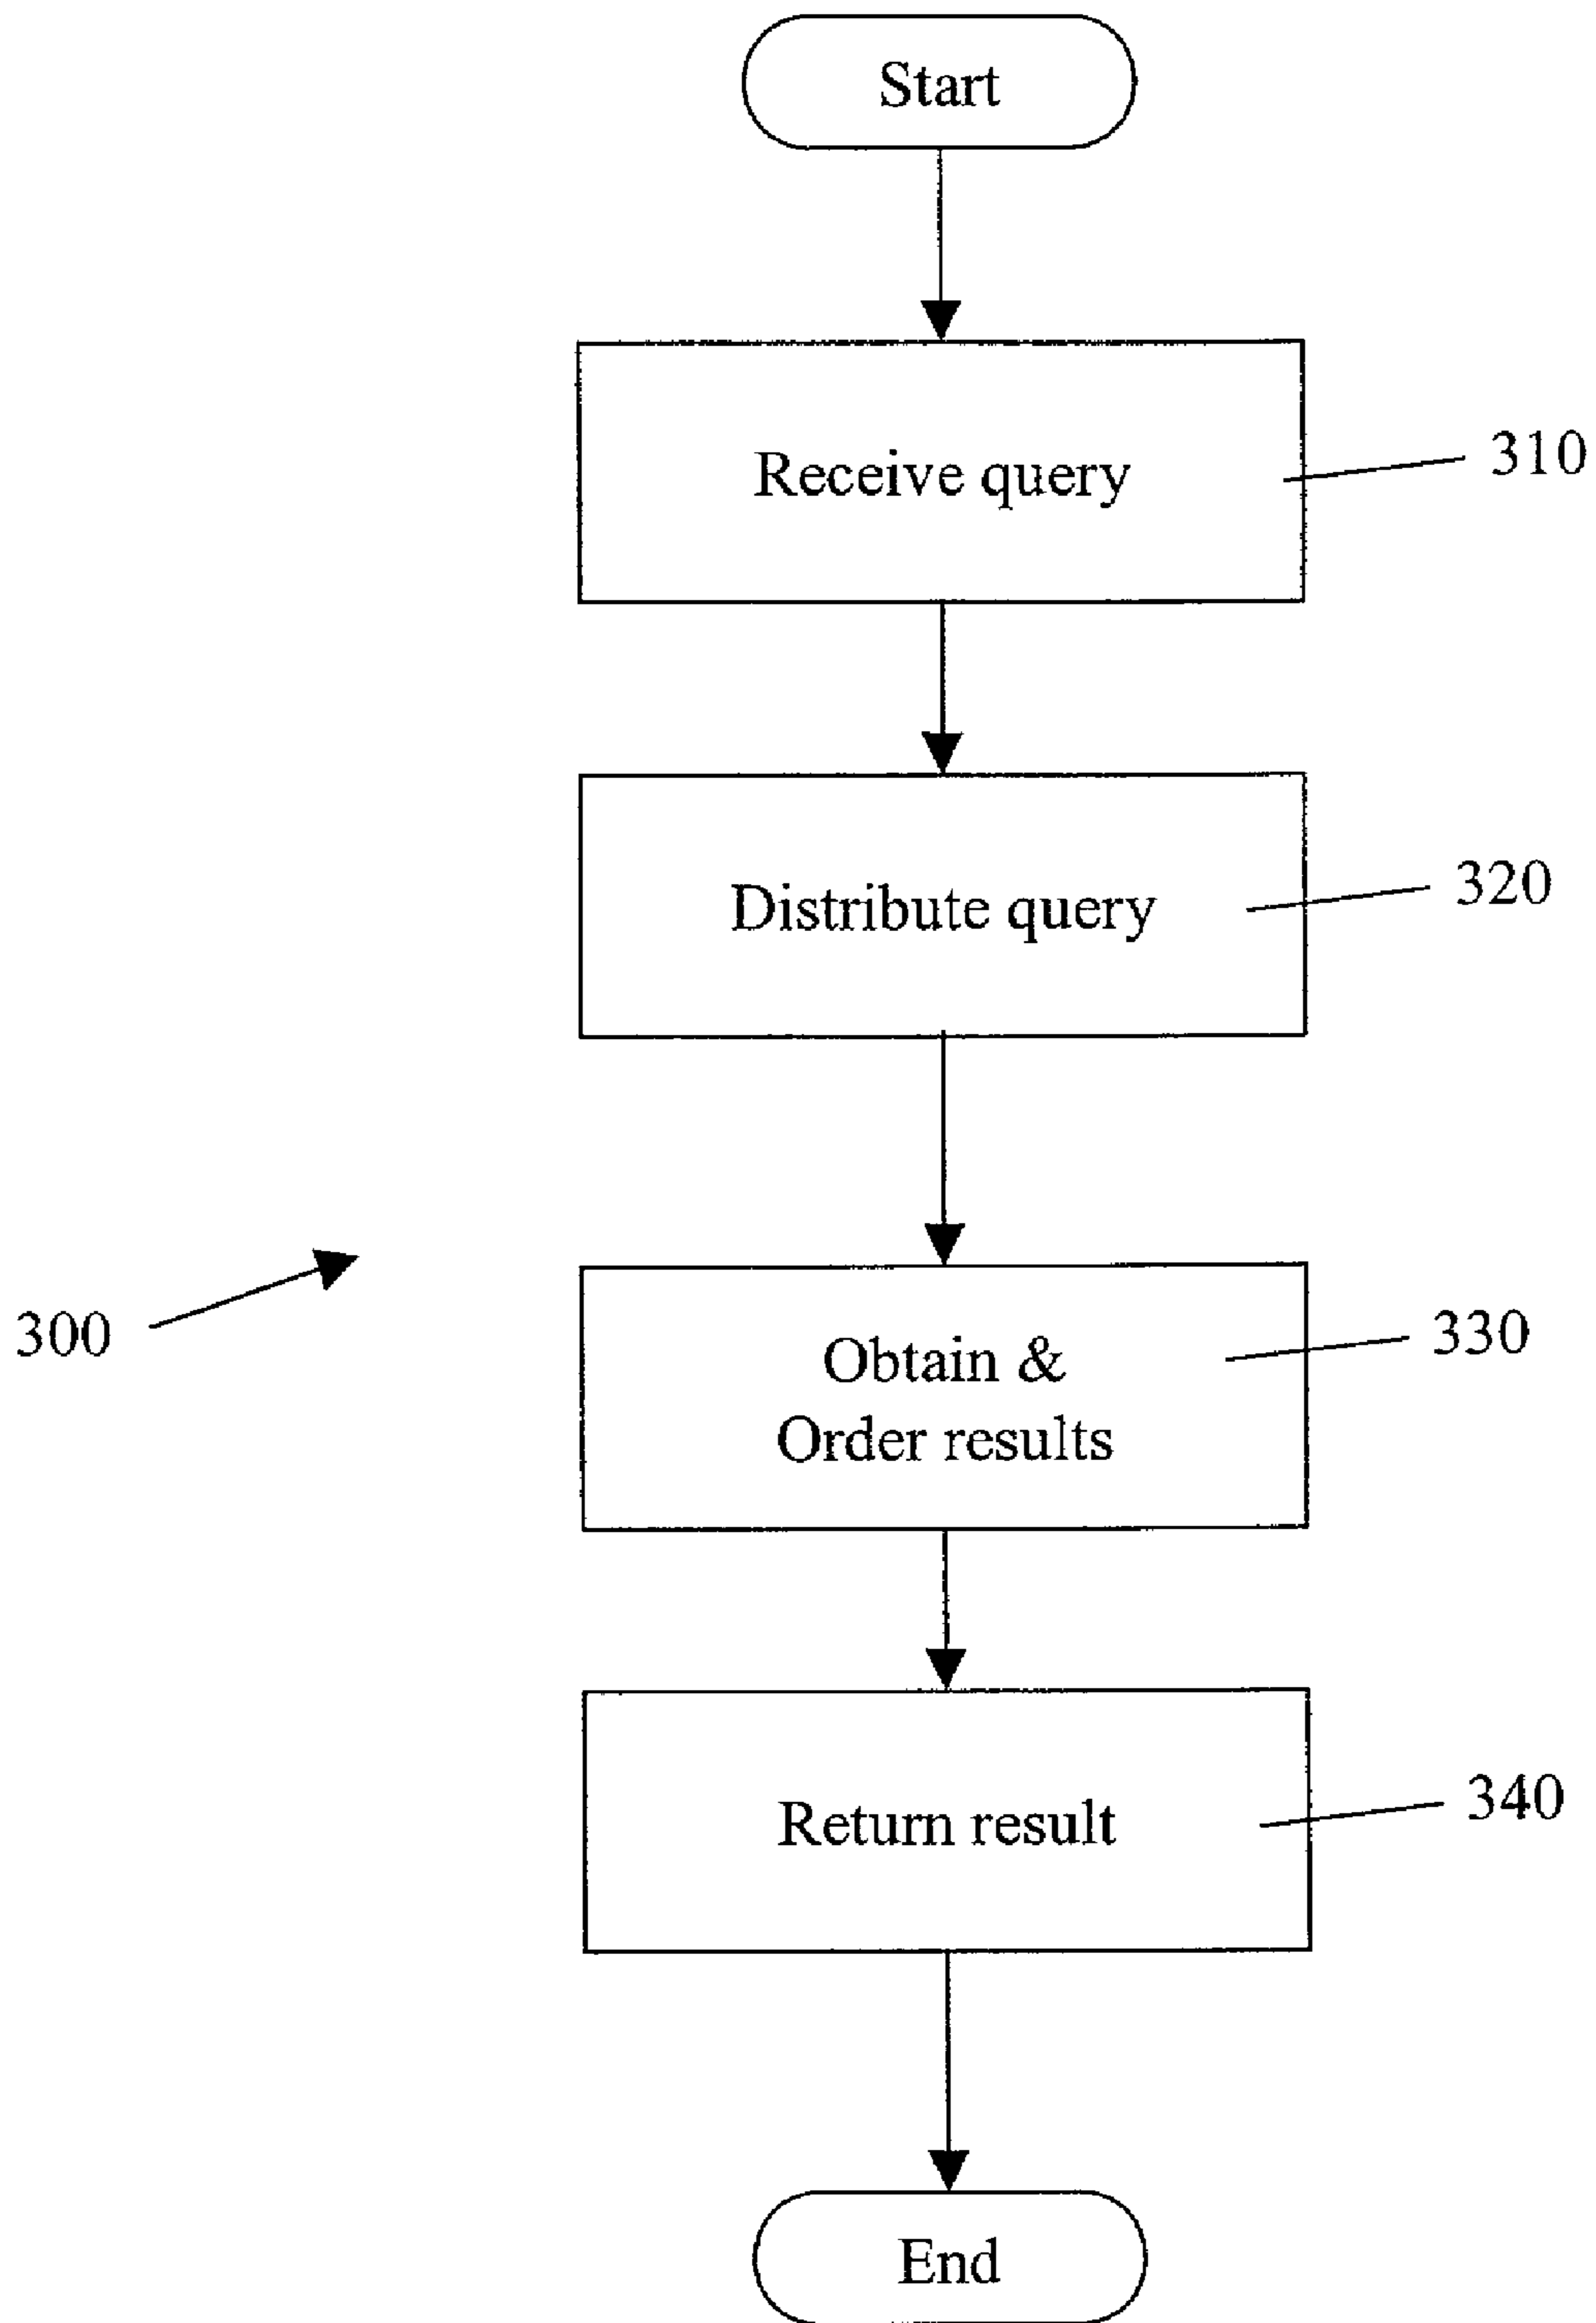 Start
Receive query
310
Distribute query
320
300
Obtain &
Order results
330
Return result
340
End